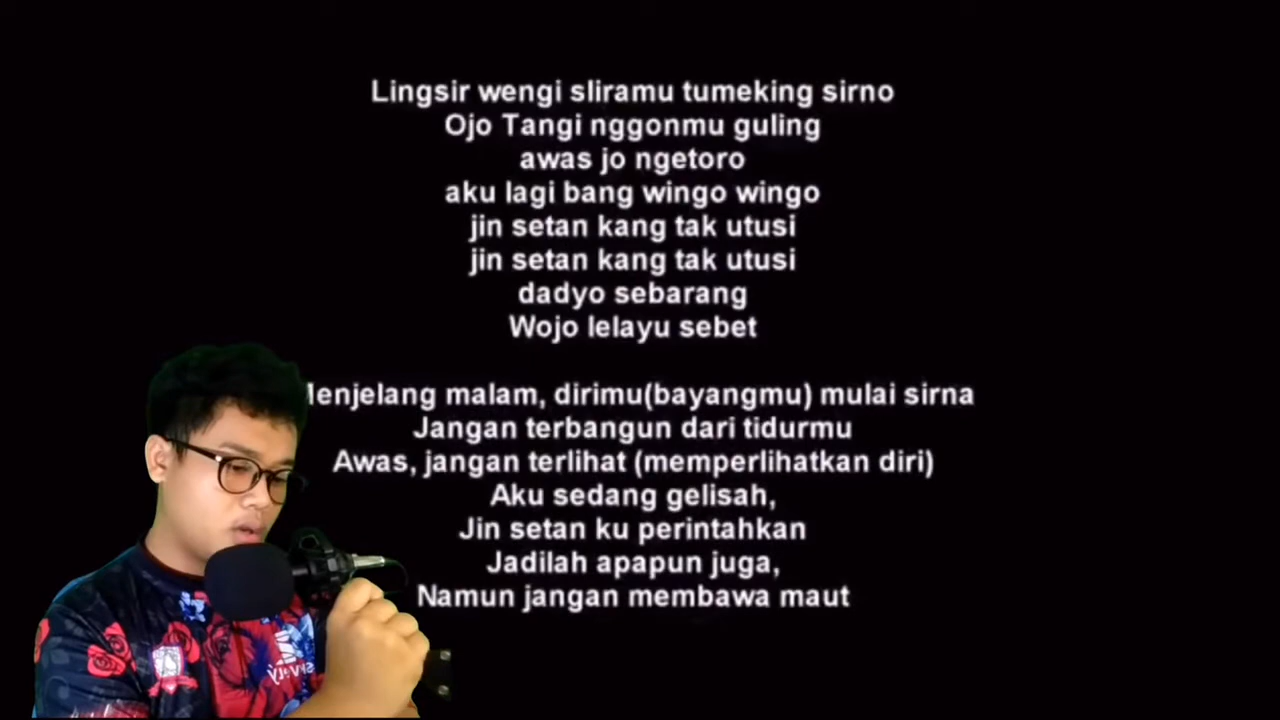 Lingsir wengi sliramu tumeking sirno
Ojo Tangi nggonmu guling
awas jo ngetoro
aku lagi bang wingo wingo
jin setan kang tak utusi
jin setan kang tak utusi
dadyo sebarang
Wojo lelayu sebet
Menjelang malam, dirimu(bayangmu) mulai sirna
Jangan terbangun dari tidurmu
Awas, jangan terlihat (memperlihatkan diri)
Aku sedang gelisah,
Jin setan ku perintahkan
Jadilah apapun juga,
Namun jangan membawa maut